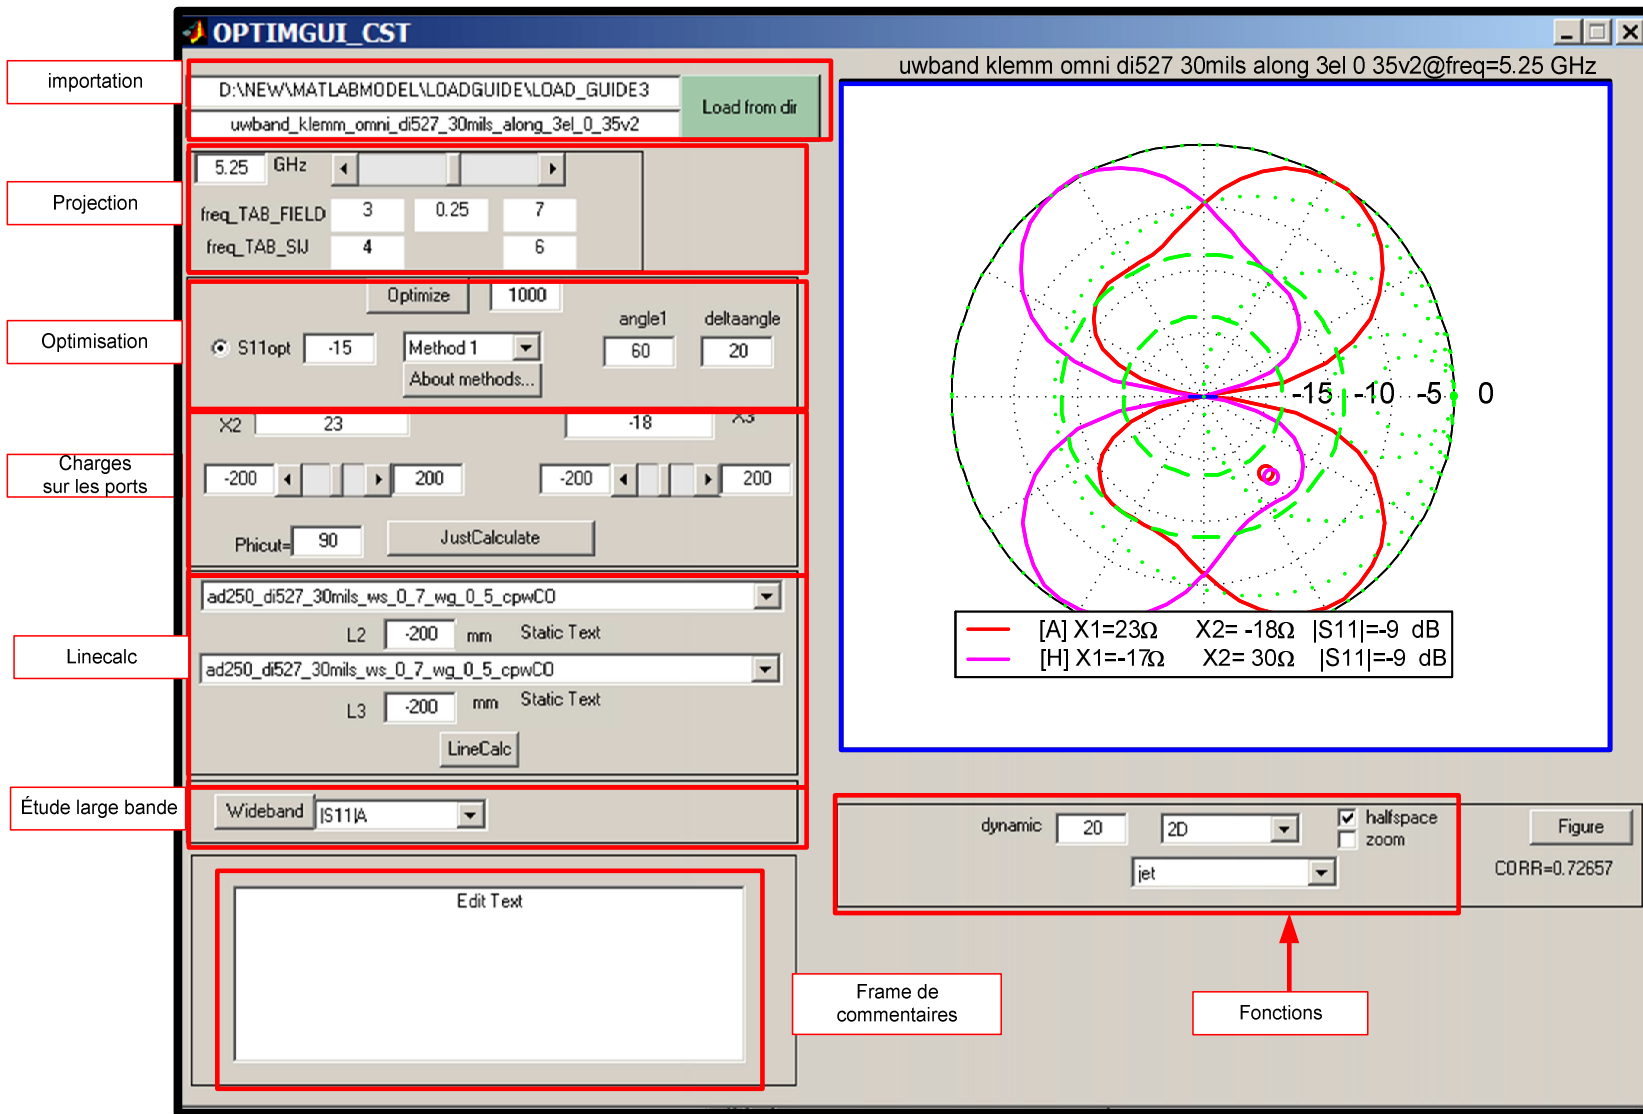 OPTIMGUI_CST
importation
D:\NEW\MATLABMODEL\LOADGUIDE\LOAD_GUIDE3
uwband_klemm_omni_di527_30mils_along_3el_0_35v2
Load from dir
Projection
5.25 GHz
freq_TAB_FIELD 3 0.25 7
freq_TAB_SIJ 4 6
Optimisation
Optimize 1000
angle1 deltaangle
S11opt -15 Method 1 60 20
About methods...
Charges
sur les ports
X2 23 -18 X3
-200 200 -200 200
Phicut= 90 JustCalculate
Linecalc
ad250_di527_30mils_ws_0_7_wg_0_5_cpwCO
L2 -200 mm Static Text
ad250_di527_30mils_ws_0_7_wg_0_5_cpwCO
L3 -200 mm Static Text
LineCalc
Étude large bande
Wideband |S11|A
Edit Text
Frame de
commentaires
uwband klemm omni di527 30mils along 3el 0 35v2@freq=5.25 GHz
-15 -10 -5 0
[A] X1=23Ω X2= -18Ω |S11|=-9 dB
[H] X1=-17Ω X2= 30Ω |S11|=-9 dB
dynamic 20 2D halfspace
zoom
Figure
jet
CORR=0.72657
Fonctions